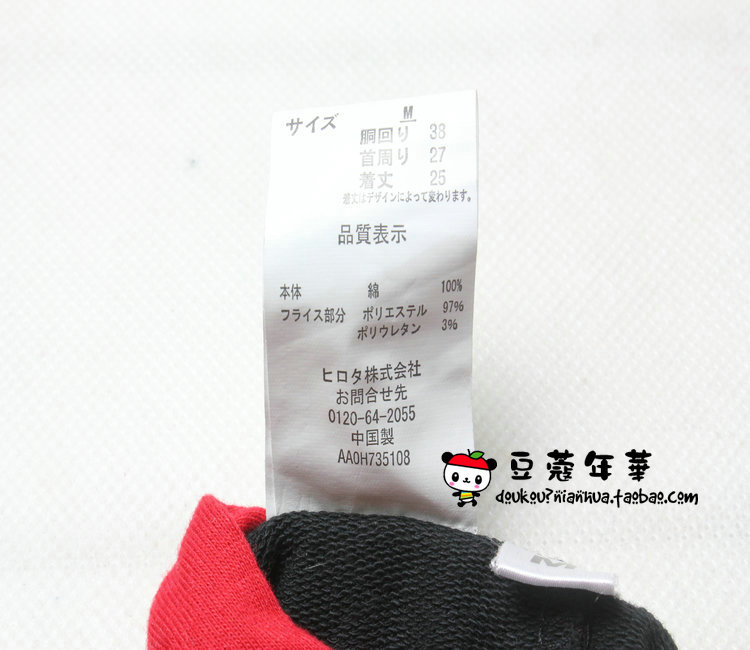 サイズ M
胴回り 38
首周り 27
着丈 25
着丈はデザインによって変わります。
品質表示
本体 綿 100%
フライス部分 ポリエステル 97%
ポリウレタン 3%
ヒロタ株式会社
お問合せ先
0120-64-2055
中国製
AA0H735108
豆蔻年華
doukou7nianhua.taobao.com